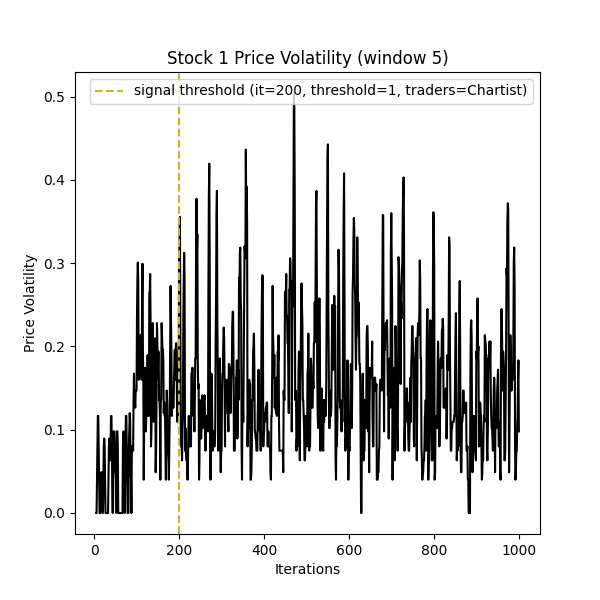 Stock 1 Price Volatility (window 5)
signal threshold (it=200, threshold=1, traders=Chartist)
0.5
0.4
0.3
0.2
0.1
0.0
Price Volatility
0 200 400 600 800 1000
Iterations